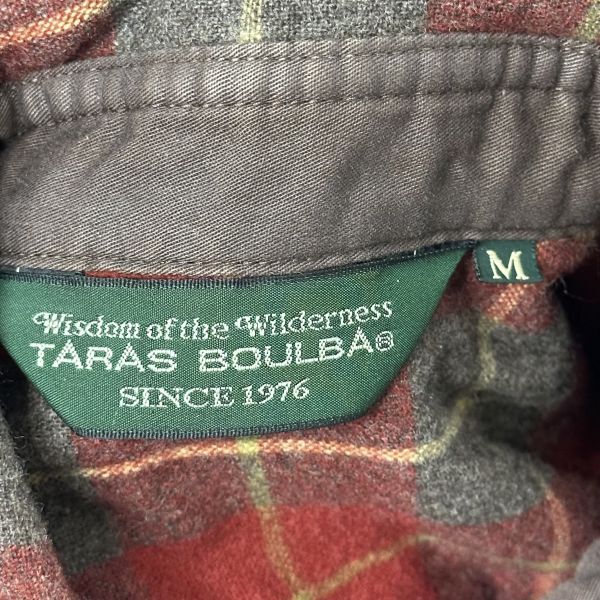 Wisdom of the Wilderness
TARAS BOULBA®
SINCE 1976
M